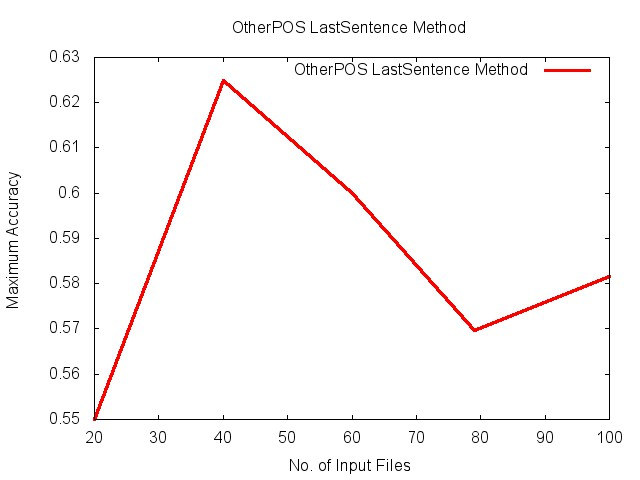 OtherPOS LastSentence Method
OtherPOS LastSentence Method
0.63
0.62
0.61
0.6
0.59
0.58
0.57
0.56
0.55
Maximum Accuracy
20 30 40 50 60 70 80 90 100
No. of Input Files